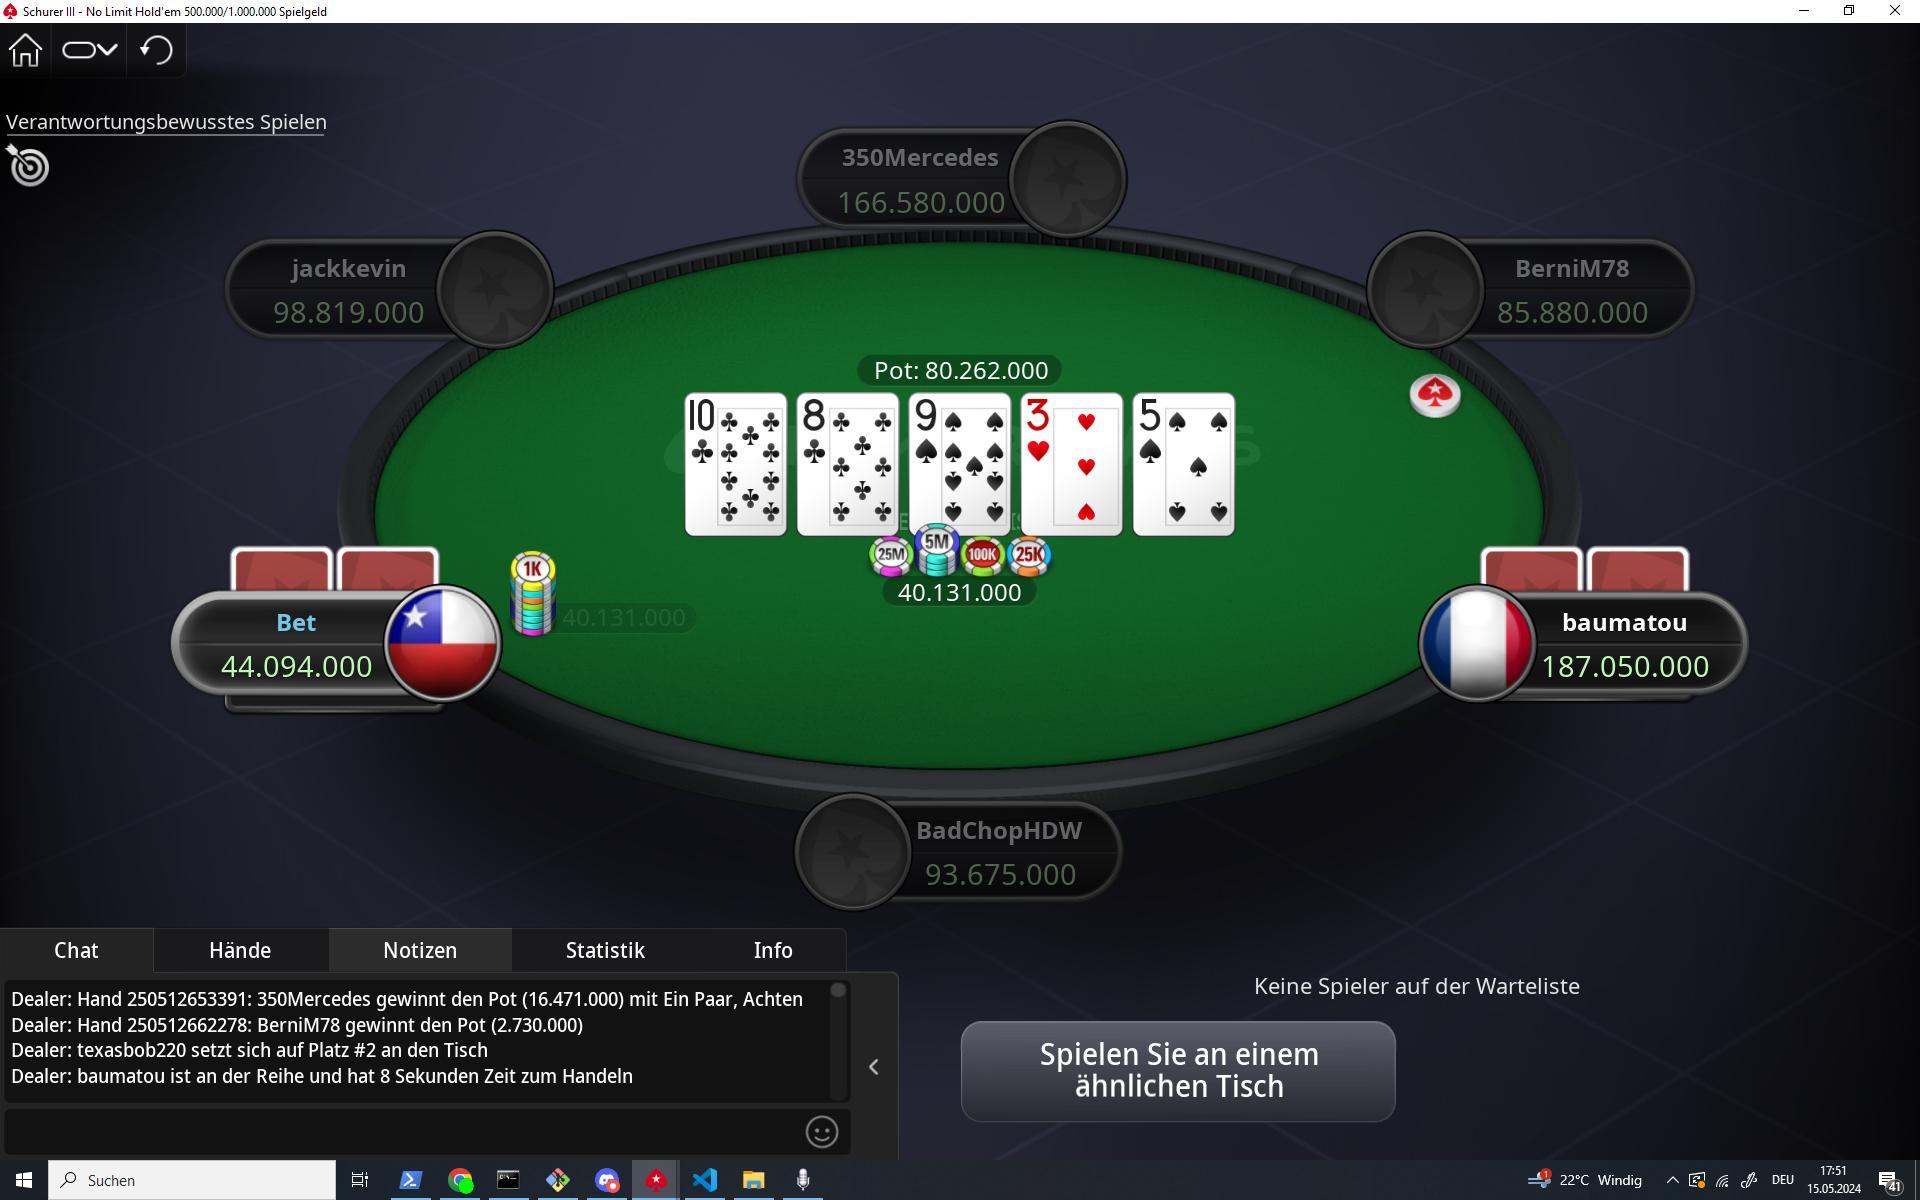 Schurer III - No Limit Hold'em 500.000/1.000.000 Spielgeld
Verantwortungsbewusstes Spielen
350Mercedes
166.580.000
jackkevin
98.819.000
BerniM78
85.880.000
Pot: 80.262.000
10
8
9
3
5
25M
5M
100K
25K
40.131.000
1K
40.131.000
Bet
44.094.000
baumatou
187.050.000
BadChopHDW
93.675.000
Chat
Hände
Notizen
Statistik
Info
Dealer: Hand 250512653391: 350Mercedes gewinnt den Pot (16.471.000) mit Ein Paar, Achten
Dealer: Hand 250512662278: BerniM78 gewinnt den Pot (2.730.000)
Dealer: texasbob220 setzt sich auf Platz #2 an den Tisch
Dealer: baumatou ist an der Reihe und hat 8 Sekunden Zeit zum Handeln
Keine Spieler auf der Warteliste
Spielen Sie an einem
ähnlichen Tisch
Suchen
1
22°C Windig
DEU
17:51
15.05.2024
41